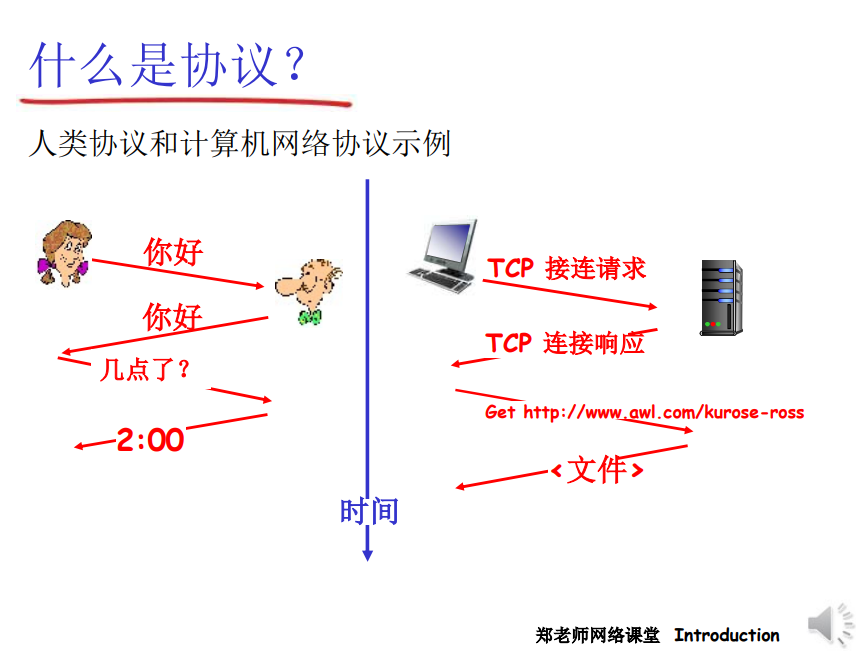 什么是协议?
人类协议和计算机网络协议示例
你好
你好
几点了?
2:00
TCP 接连请求
TCP 连接响应
Get http://www.awl.com/kurose-ross
<文件>
时间
郑老师网络课堂 Introduction